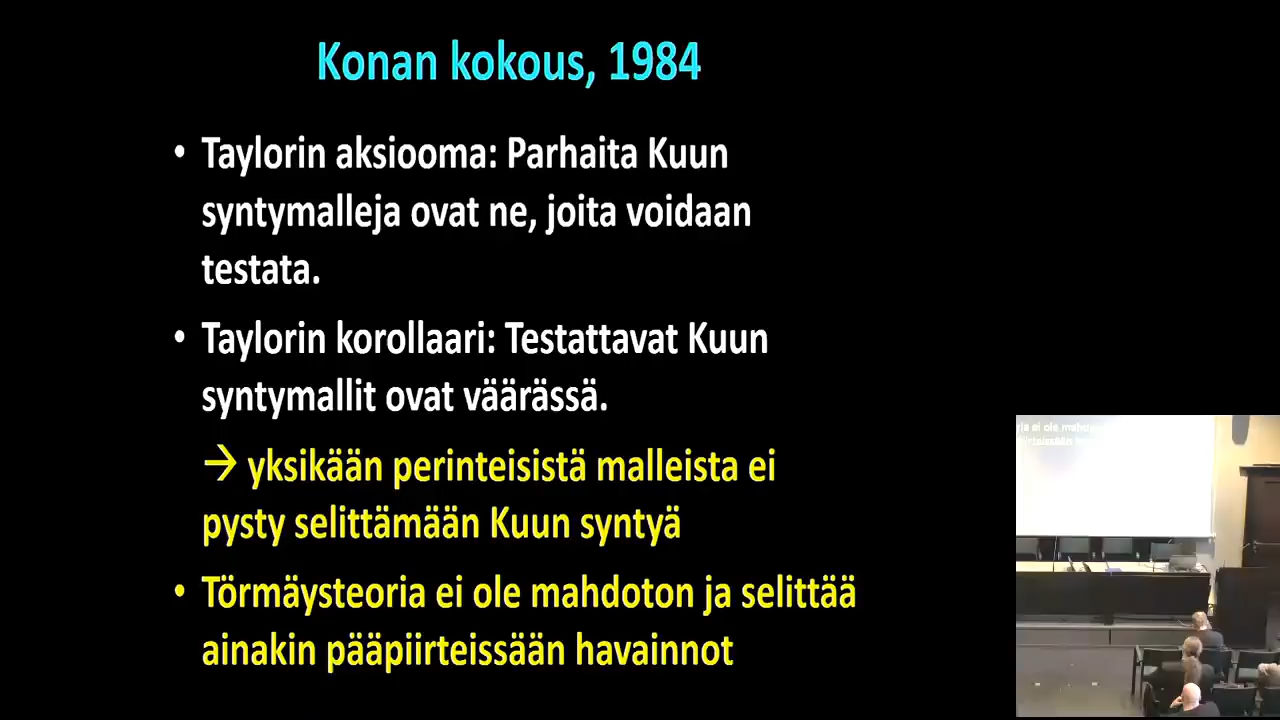 Konan kokous, 1984
• Taylorin aksiooma: Parhaita Kuun
syntymalleja ovat ne, joita voidaan
testata.
• Taylorin korollaari: Testattavat Kuun
syntymallit ovat väärässä.
→ yksikään perinteisistä malleista ei
pysty selittämään Kuun syntyä
• Törmäysteoria ei ole mahdoton ja selittää
ainakin pääpiirteissään havainnot